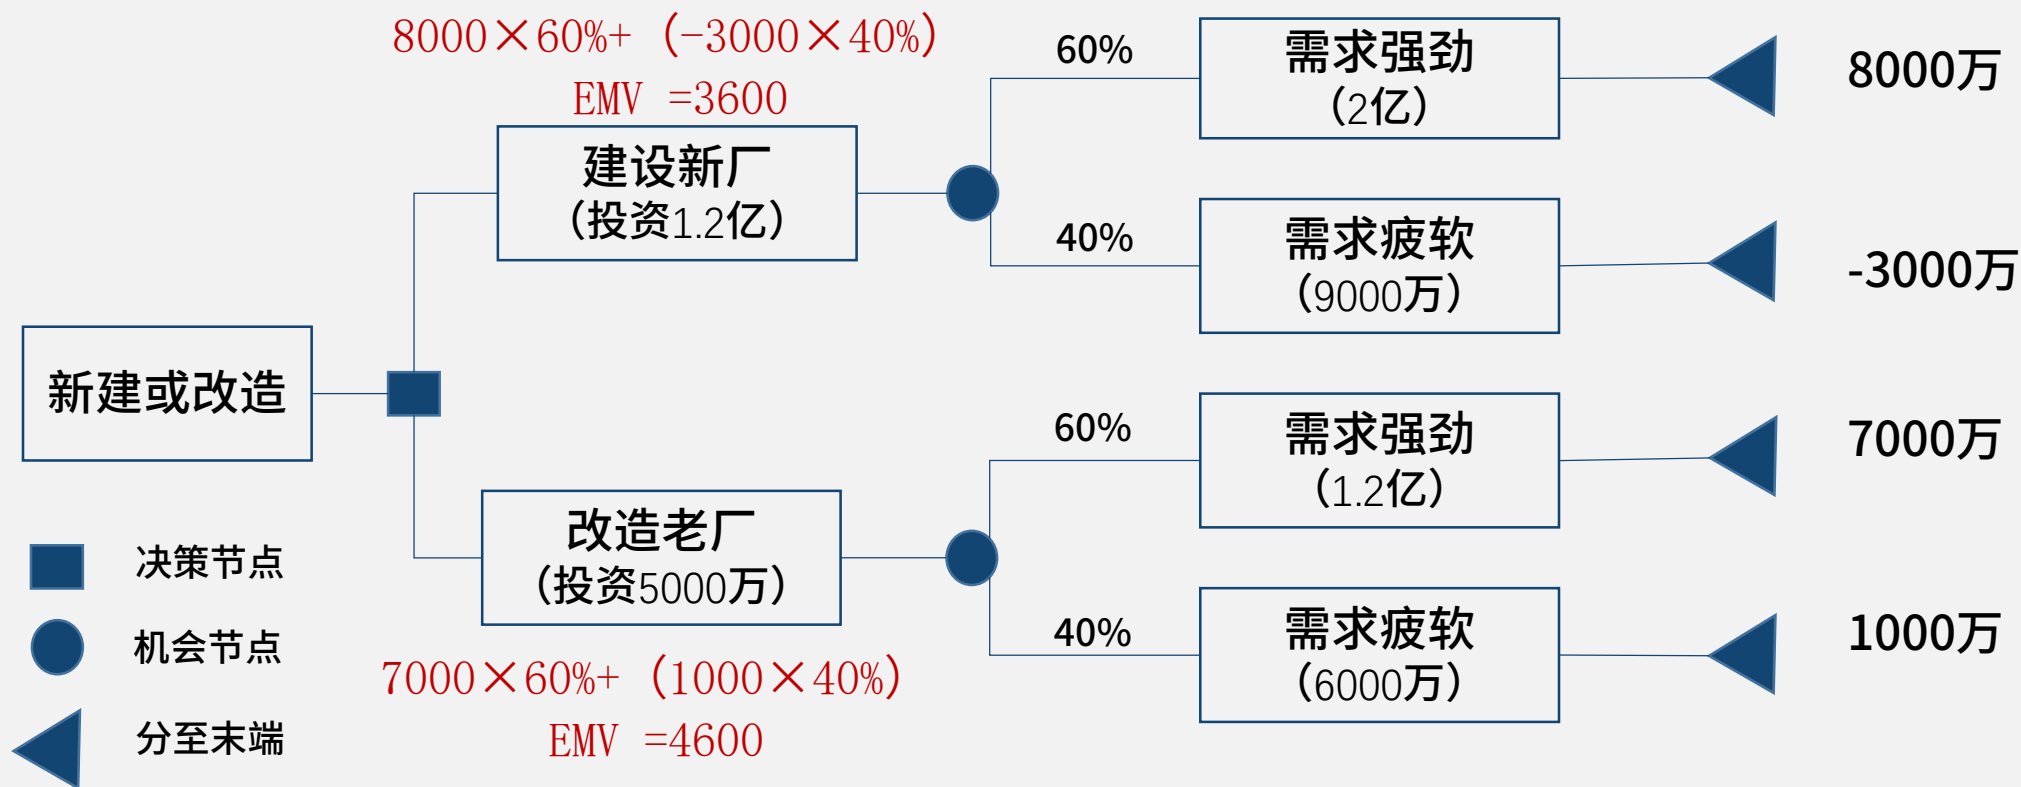 8000×60%+（-3000×40%）
EMV =3600
建设新厂
（投资1.2亿）
60%
需求强劲
（2亿）
8000万
40%
需求疲软
（9000万）
-3000万
新建或改造
改造老厂
（投资5000万）
7000×60%+（1000×40%）
EMV =4600
60%
需求强劲
（1.2亿）
7000万
40%
需求疲软
（6000万）
1000万
决策节点
机会节点
分至末端